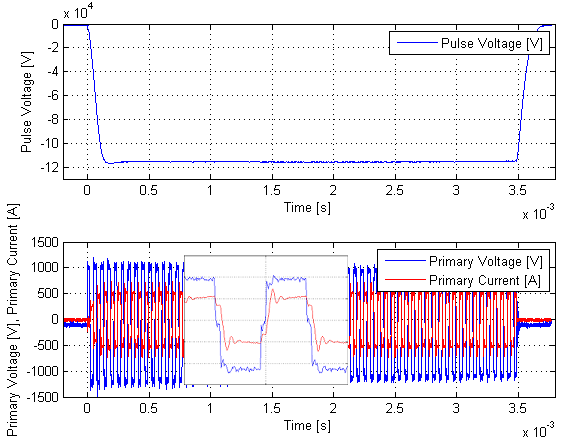 x 10⁴
0
-2
-4
-6
-8
-10
-12
Pulse Voltage [V]
Pulse Voltage [V]
0 0.5 1 1.5 2 2.5 3 3.5
Time [s]
x 10⁻³
1500
1000
500
0
-500
-1000
-1500
Primary Voltage [V], Primary Current [A]
Primary Voltage [V]
Primary Current [A]
0 0.5 1 1.5 2 2.5 3 3.5
Time [s]
x 10⁻³